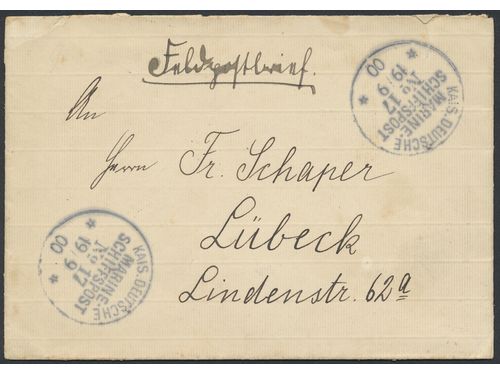 Feldpostbrief.
KAIS. DEUTSCHE
MARINE-
SCHIFFSPOST
No 17
19/9
00
An
Herrn Fr. Schaper
Lübeck
Lindenstr. 62a
KAIS. DEUTSCHE
MARINE-
SCHIFFSPOST
No 17
19/9
00